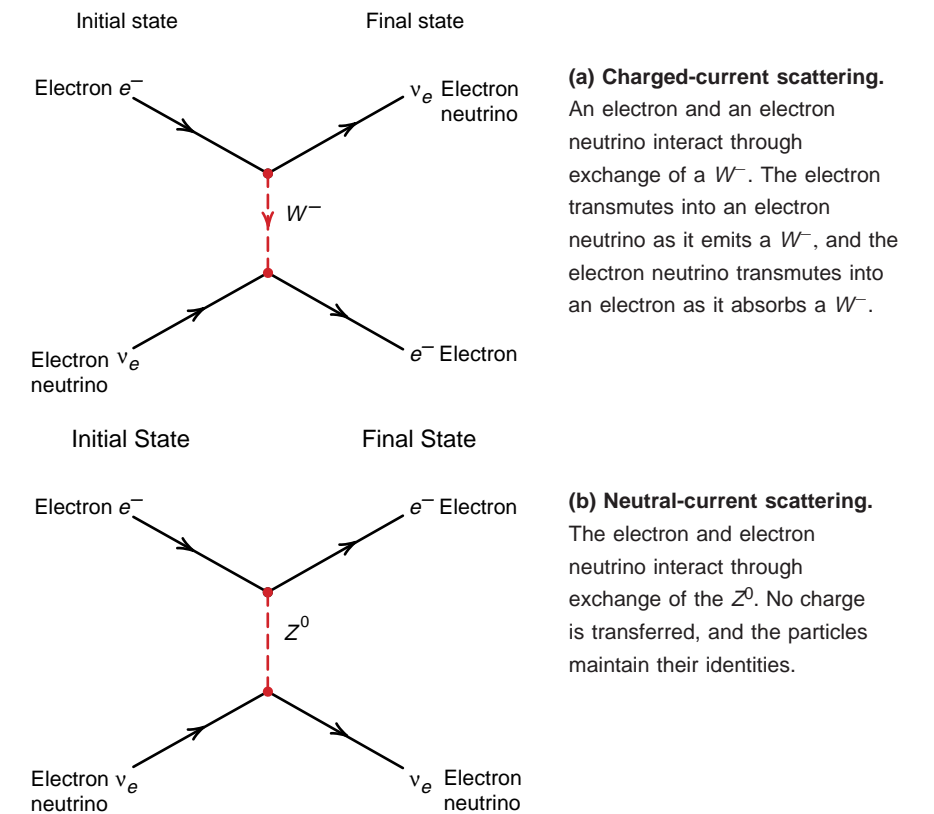 Initial state
Final state
Electron e⁻
νₑ Electron
neutrino
W⁻
Electron νₑ
neutrino
e⁻ Electron
(a) Charged-current scattering.
An electron and an electron
neutrino interact through
exchange of a W⁻. The electron
transmutes into an electron
neutrino as it emits a W⁻, and the
electron neutrino transmutes into
an electron as it absorbs a W⁻.
Initial State
Final State
Electron e⁻
e⁻ Electron
Z⁰
Electron νₑ
neutrino
νₑ Electron
neutrino
(b) Neutral-current scattering.
The electron and electron
neutrino interact through
exchange of the Z⁰. No charge
is transferred, and the particles
maintain their identities.